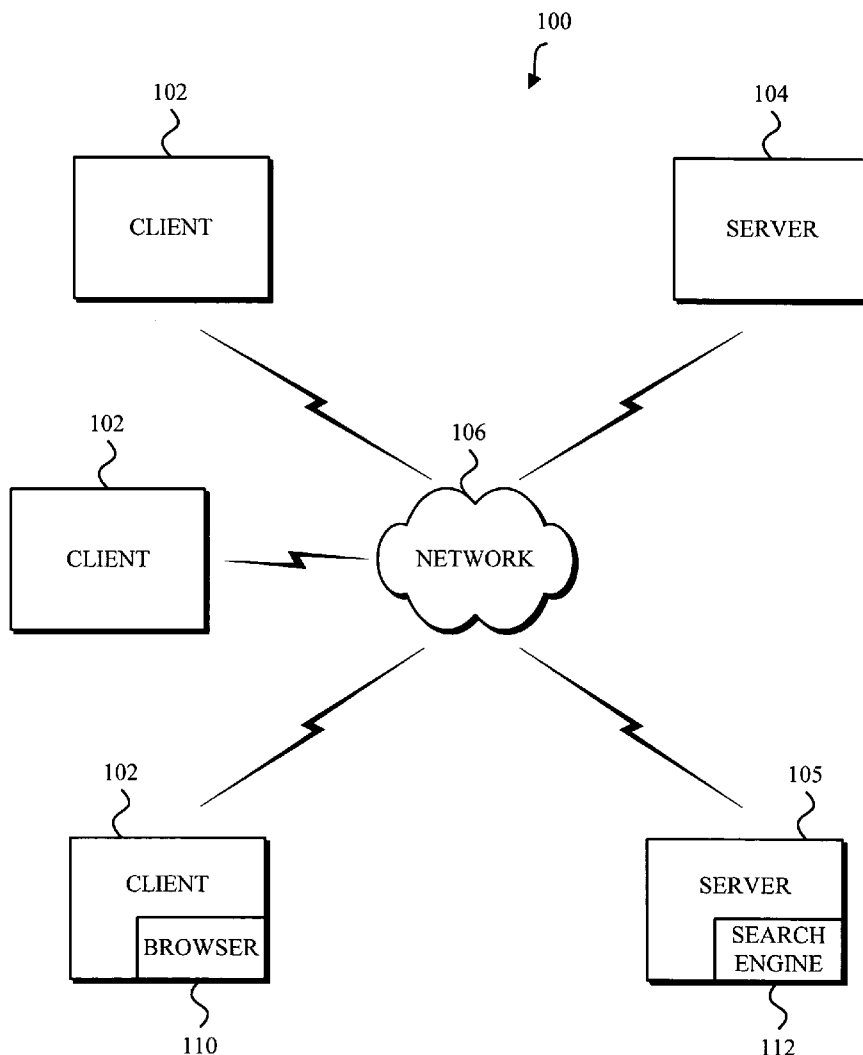 100
102
104
CLIENT
SERVER
102
106
CLIENT
NETWORK
102
105
CLIENT
SERVER
BROWSER
SEARCH
ENGINE
110
112